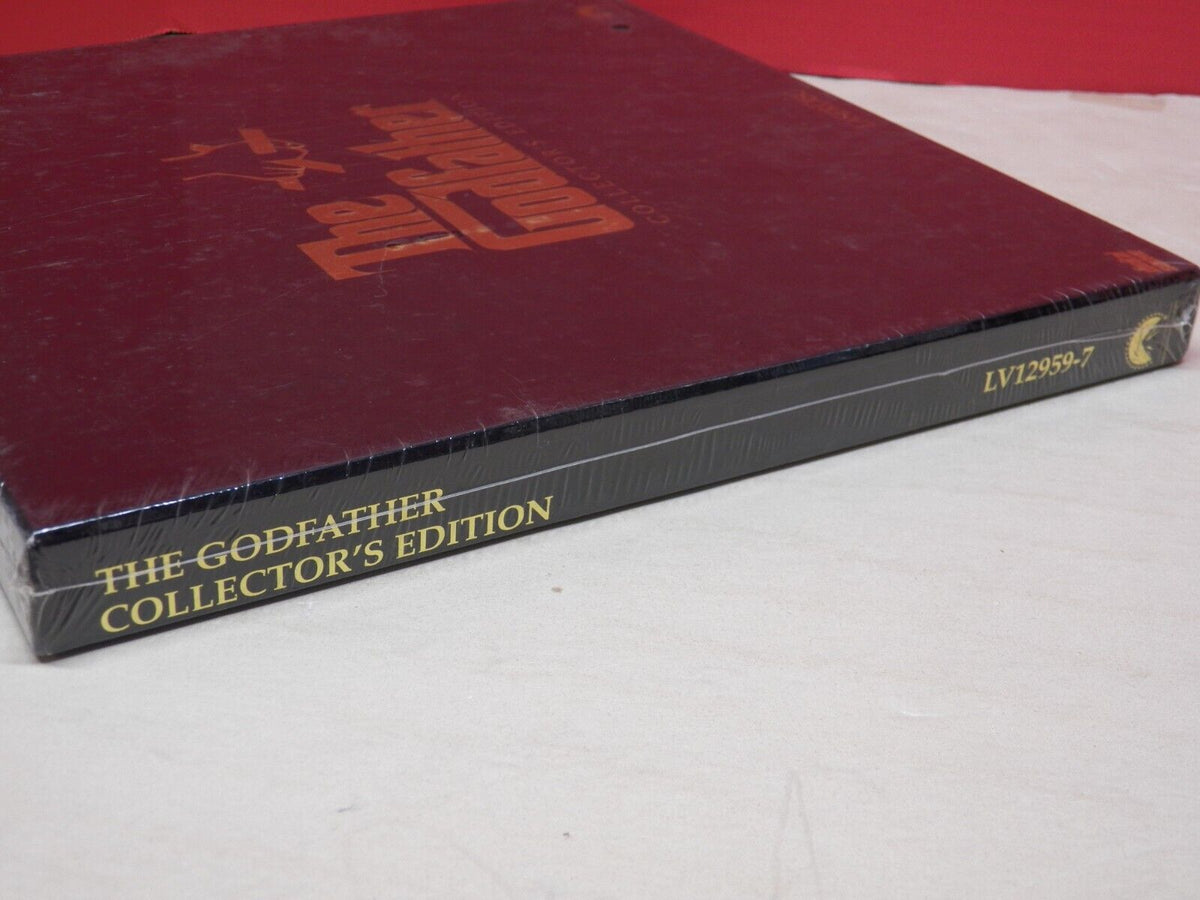 The
Godfather
COLLECTOR'S EDITION
THE GODFATHER
COLLECTOR'S EDITION
LV12959-7